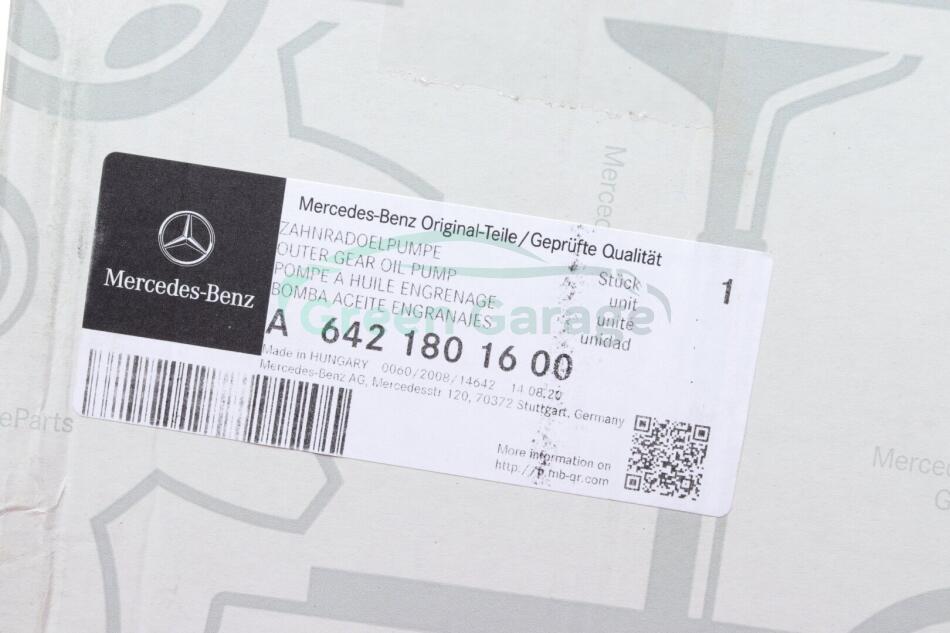 Mercedes-Benz
Mercedes-Benz Original-Teile/Geprüfte Qualität
ZAHNRADOELPUMPE
OUTER GEAR OIL PUMP
POMPE A HUILE ENGRENAGE
BOMBA ACEITE ENGRANAJES
Stück
unit
unite
unidad
1
A 642 180 16 00
Made in HUNGARY 0060/2008/14642 14.08.20
Mercedes-Benz AG, Mercedesstr 120, 70372 Stuttgart, Germany
More information on
http://p.mb-qr.com
Green Garage
eParts